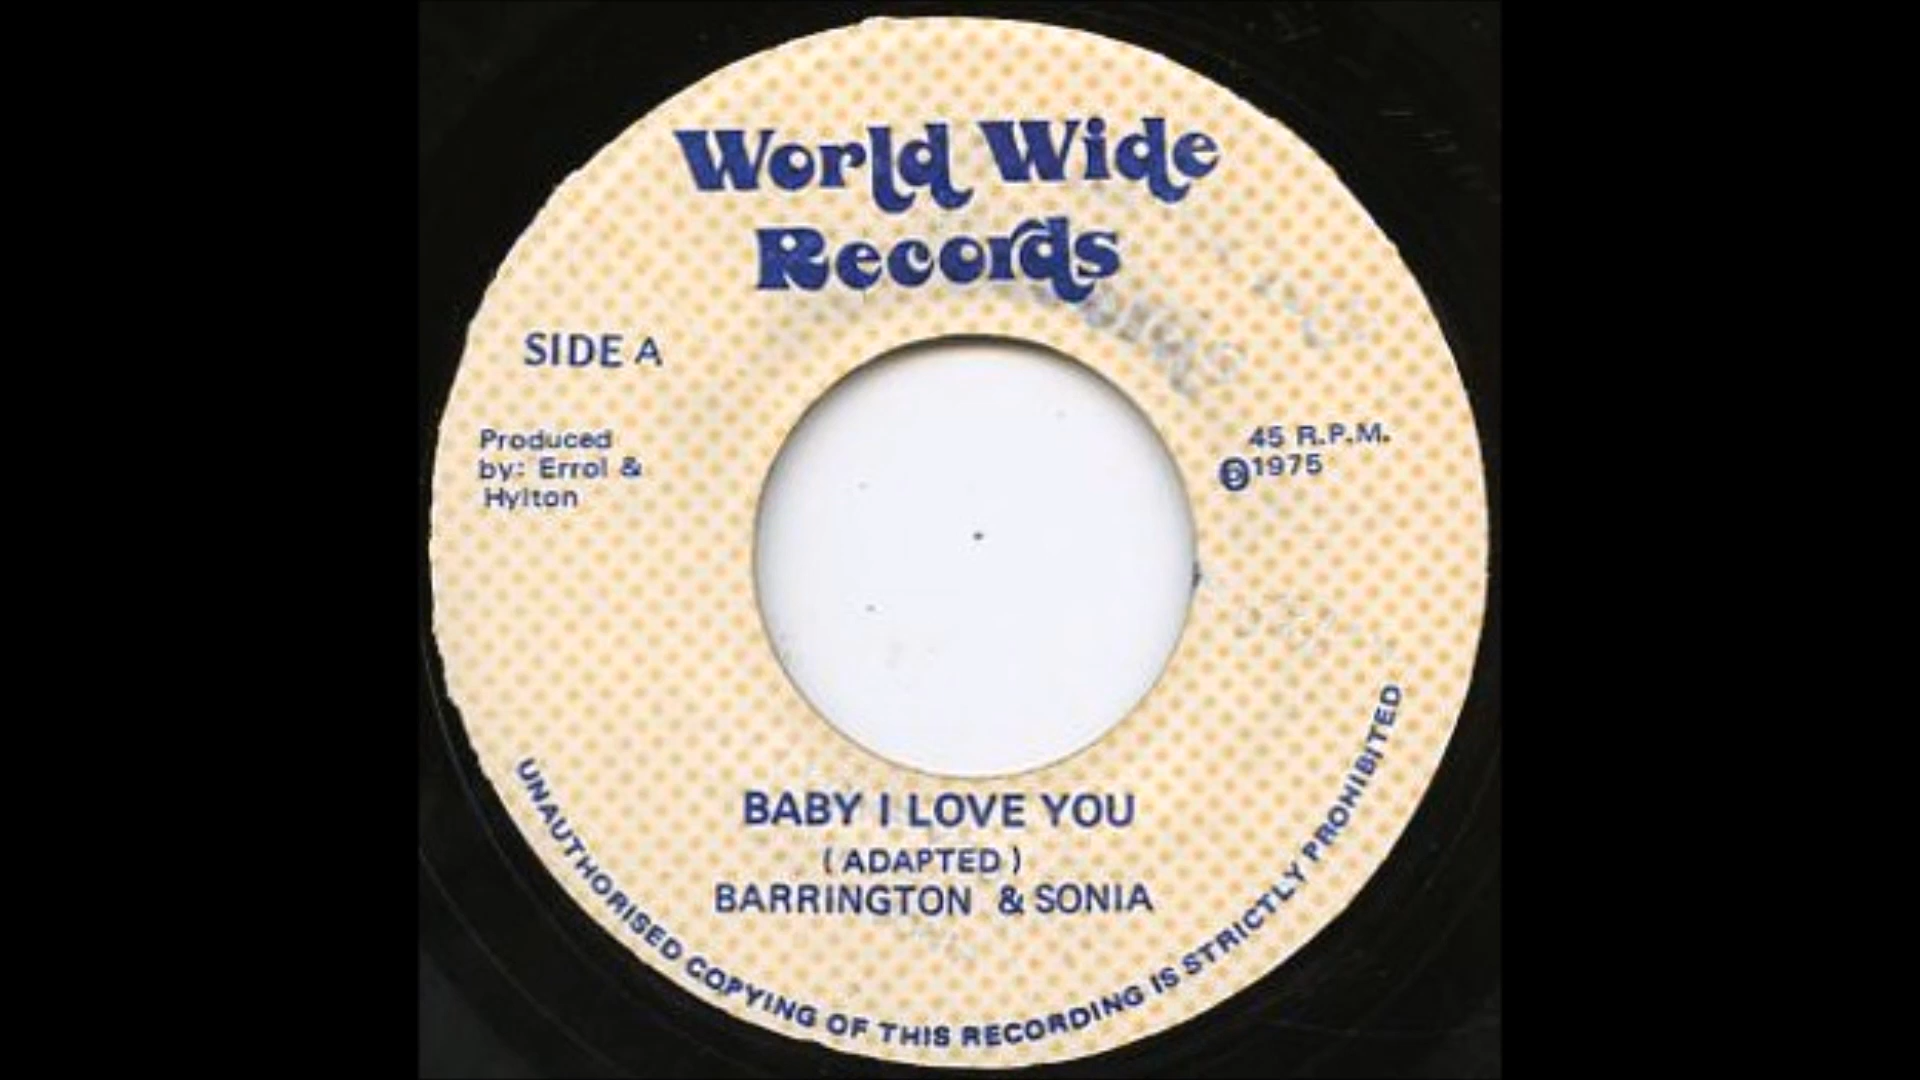 World Wide
Records
SIDE A
Produced
by: Errol &
Hylton
45 R.P.M.
℗1975
BABY I LOVE YOU
( ADAPTED )
BARRINGTON & SONIA
UNAUTHORISED COPYING OF THIS RECORDING IS STRICTLY PROHIBITED